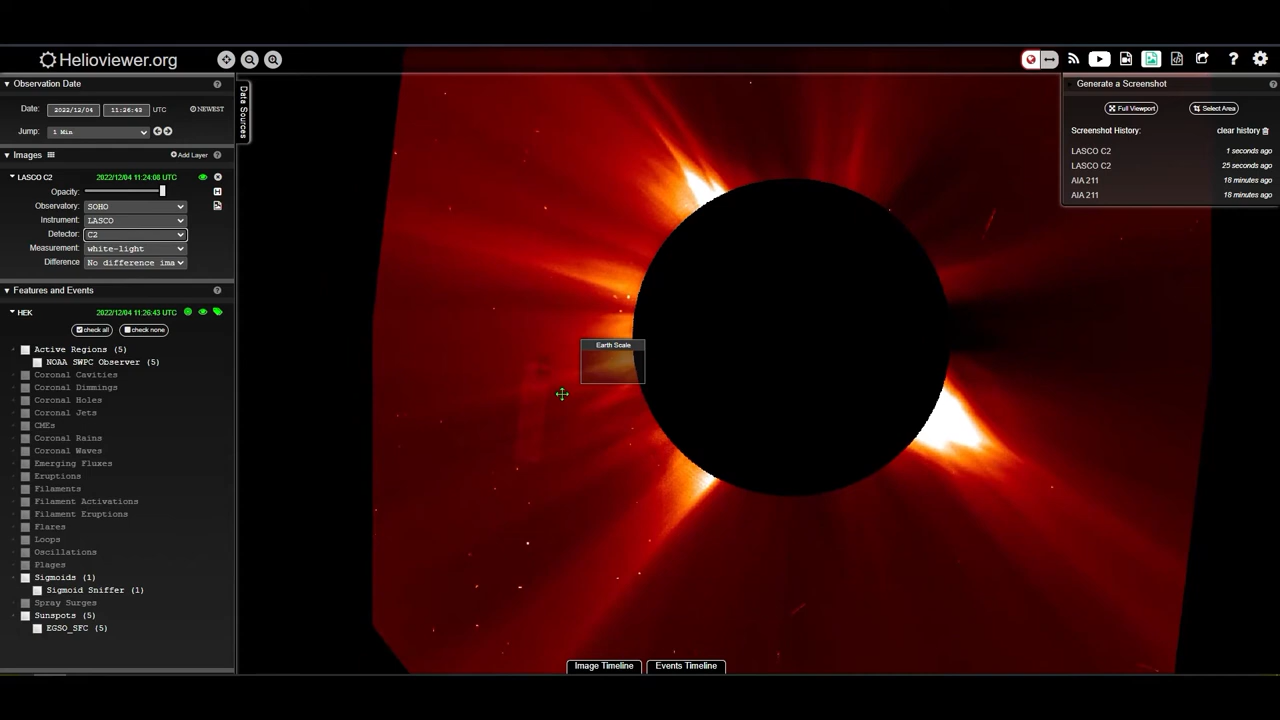 Helioviewer.org
Observation Date
Date: 2022/12/04 11:26:43 UTC NEWEST
Jump: 1 Min
Images
Add Layer
LASCO C2 2022/12/04 11:24:08 UTC
Opacity:
Observatory: SOHO
Instrument: LASCO
Detector: C2
Measurement: white-light
Difference No difference ima
Features and Events
HEK 2022/12/04 11:26:43 UTC
check all check none
Active Regions (5)
NOAA SWPC Observer (5)
Coronal Cavities
Coronal Dimmings
Coronal Holes
Coronal Jets
CMEs
Coronal Rains
Coronal Waves
Emerging Fluxes
Eruptions
Filaments
Filament Activations
Filament Eruptions
Flares
Loops
Oscillations
Plages
Sigmoids (1)
Sigmoid Sniffer (1)
Spray Surges
Sunspots (5)
EGSO_SFC (5)
Data Sources
Earth Scale
Image Timeline
Events Timeline
Generate a Screenshot
Full Viewport
Select Area
Screenshot History: clear history
LASCO C2 1 seconds ago
LASCO C2 25 seconds ago
AIA 211 18 minutes ago
AIA 211 18 minutes ago